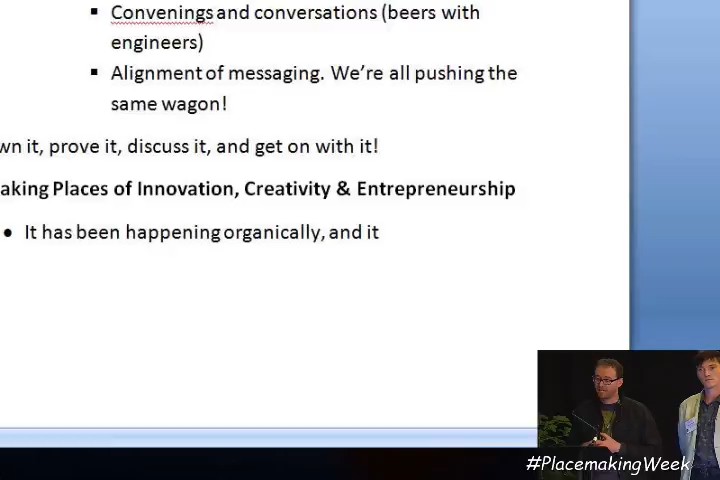 Convenings and conversations (beers with
engineers)
Alignment of messaging. We're all pushing the
same wagon!
wn it, prove it, discuss it, and get on with it!
aking Places of Innovation, Creativity & Entrepreneurship
It has been happening organically, and it
#PlacemakingWeek